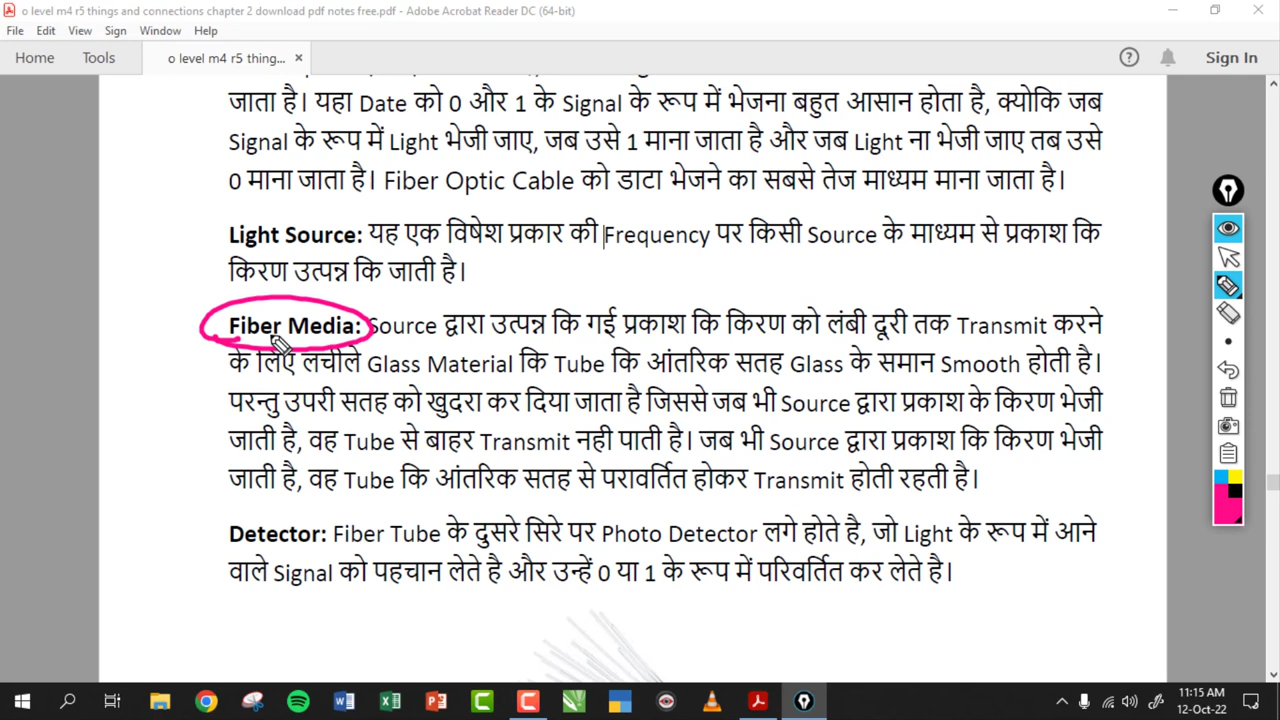 o level m4 r5 things and connections chapter 2 download pdf notes free.pdf - Adobe Acrobat Reader DC (64-bit)
File Edit View Sign Window Help
Home Tools o level m4 r5 thing... × Sign In
जाता है। यहा Date को 0 और 1 के Signal के रूप में भेजना बहुत आसान होता है, क्योकि जब
Signal के रूप में Light भेजी जाए, जब उसे 1 माना जाता है और जब Light ना भेजी जाए तब उसे
0 माना जाता है। Fiber Optic Cable को डाटा भेजने का सबसे तेज माध्यम माना जाता है।
Light Source: यह एक विषेश प्रकार की Frequency पर किसी Source के माध्यम से प्रकाश कि
किरण उत्पन्न कि जाती है।
Fiber Media: Source द्वारा उत्पन्न कि गई प्रकाश कि किरण को लंबी दूरी तक Transmit करने
के लिए लचीले Glass Material कि Tube कि आंतरिक सतह Glass के समान Smooth होती है।
परन्तु उपरी सतह को खुदरा कर दिया जाता है जिससे जब भी Source द्वारा प्रकाश के किरण भेजी
जाती है, वह Tube से बाहर Transmit नही पाती है। जब भी Source द्वारा प्रकाश कि किरण भेजी
जाती है, वह Tube कि आंतरिक सतह से परावर्तित होकर Transmit होती रहती है।
Detector: Fiber Tube के दुसरे सिरे पर Photo Detector लगे होते है, जो Light के रूप में आने
वाले Signal को पहचान लेते है और उन्हें 0 या 1 के रूप में परिवर्तित कर लेते है।
11:15 AM
12-Oct-22